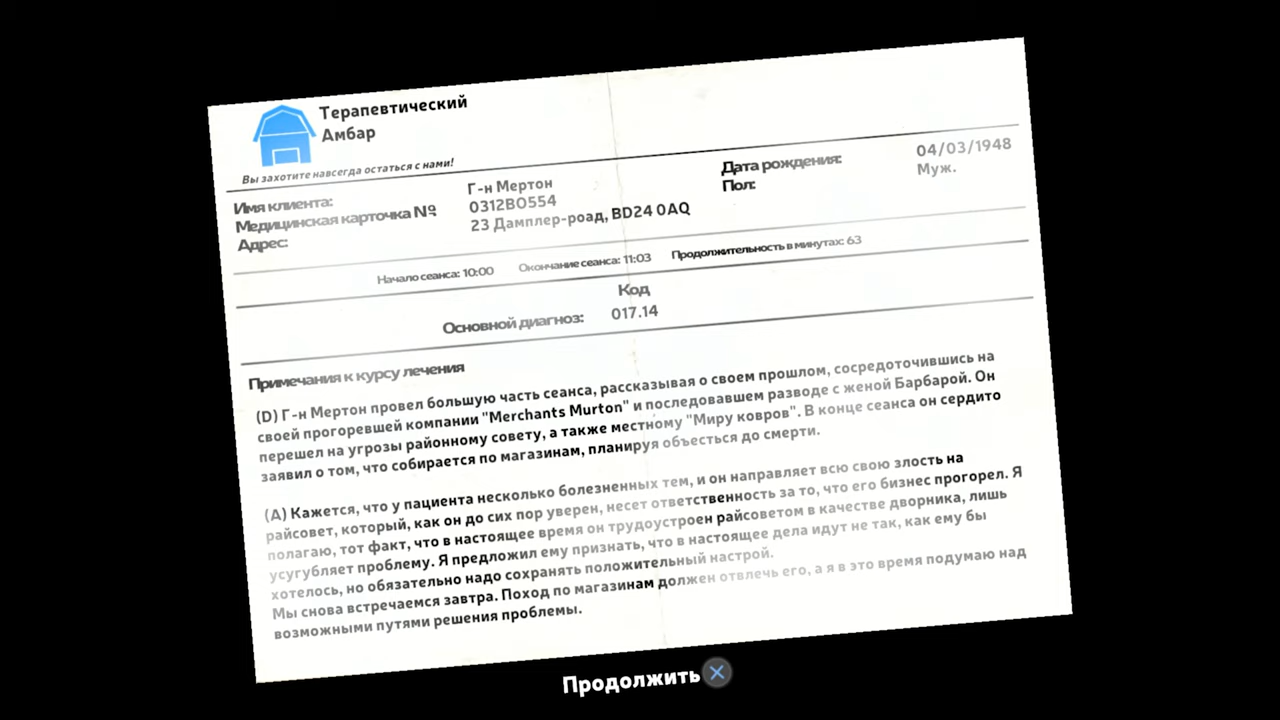 Терапевтический
Амбар
Вы захотите навсегда остаться с нами!
Имя клиента: Г-н Мертон
Медицинская карточка № 0312BO554
Адрес: 23 Дамплер-роад, BD24 0AQ
Дата рождения: 04/03/1948
Пол: Муж.
Начало сеанса: 10:00 Окончание сеанса: 11:03 Продолжительность в минутах: 63
Код
Основной диагноз: 017.14
Примечания к курсу лечения
(D) Г-н Мертон провел большую часть сеанса, рассказывая о своем прошлом, сосредоточившись на
своей прогоревшей компании "Merchants Murton" и последовавшем разводе с женой Барбарой. Он
перешел на угрозы районному совету, а также местному "Миру ковров". В конце сеанса он сердито
заявил о том, что собирается по магазинам, планируя объесться до смерти.
(A) Кажется, что у пациента несколько болезненных тем, и он направляет всю свою злость на
райсовет, который, как он до сих пор уверен, несет ответственность за то, что его бизнес прогорел. Я
полагаю, тот факт, что в настоящее время он трудоустроен райсоветом в качестве дворника, лишь
усугубляет проблему. Я предложил ему признать, что в настоящее дела идут не так, как ему бы
хотелось, но обязательно надо сохранять положительный настрой.
Мы снова встречаемся завтра. Поход по магазинам должен отвлечь его, а я в это время подумаю над
возможными путями решения проблемы.
Продолжить